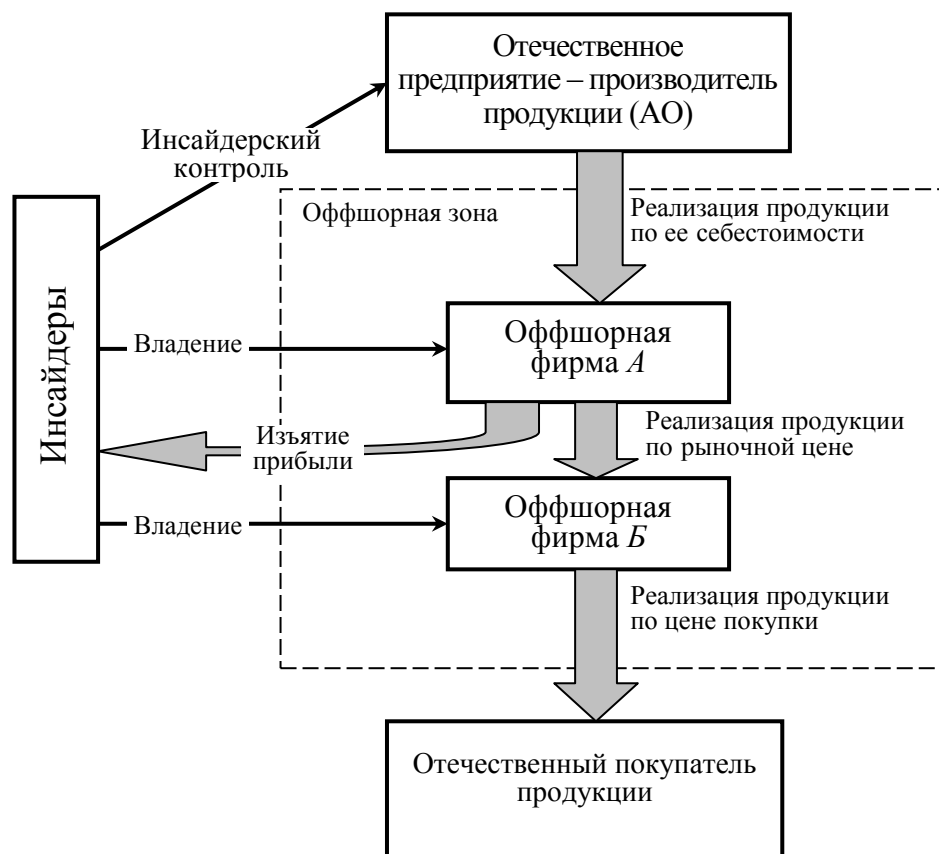 Отечественное
предприятие – производитель
продукции (АО)
Инсайдерский
контроль
Оффшорная зона
Реализация продукции
по ее себестоимости
Инсайдеры
Владение
Оффшорная
фирма А
Изъятие
прибыли
Реализация продукции
по рыночной цене
Владение
Оффшорная
фирма Б
Реализация продукции
по цене покупки
Отечественный покупатель
продукции